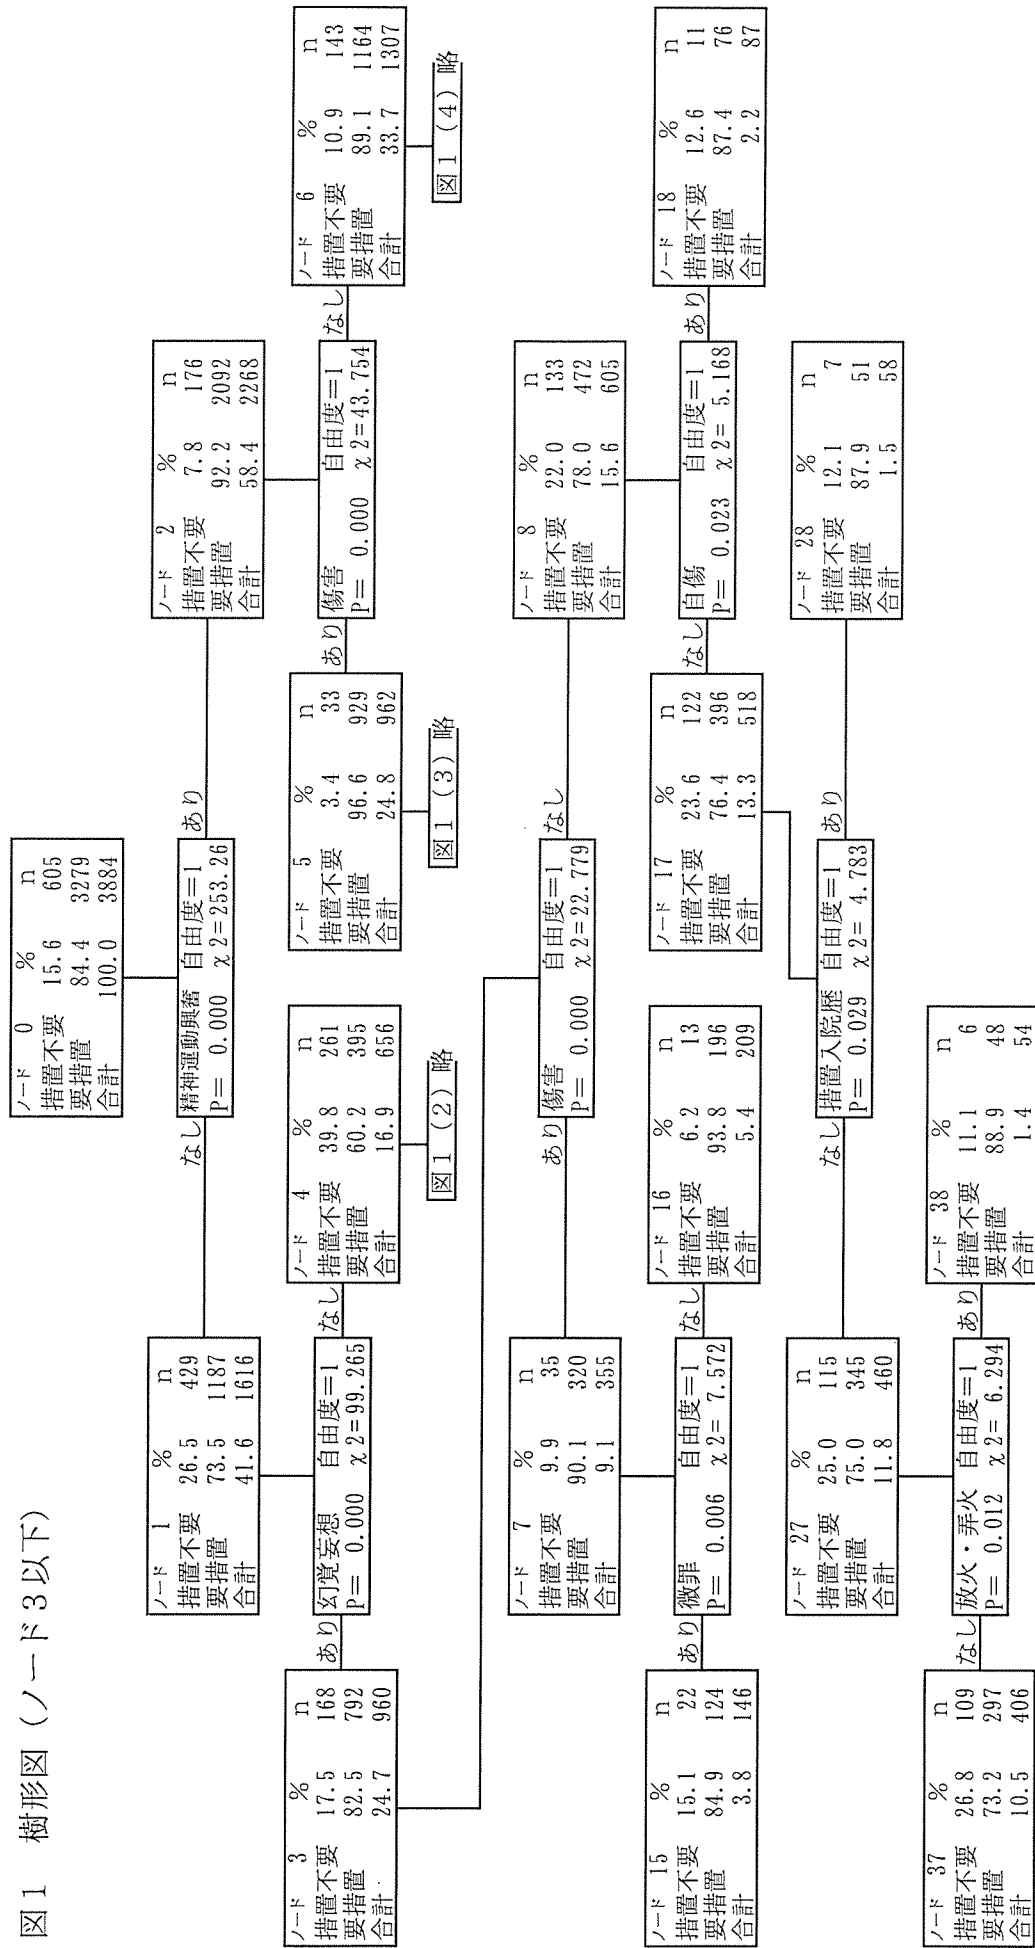 図1 樹形図 (ノード3以下)
ノード 0 % n
措置不要 15.6 605
要措置 84.4 3279
合計 100.0 3884
精神運動興奮 自由度=1
P= 0.000 χ2=253.26
なし
あり
ノード 1 % n
措置不要 26.5 429
要措置 73.5 1187
合計 41.6 1616
ノード 2 % n
措置不要 7.8 176
要措置 92.2 2092
合計 58.4 2268
幻覚妄想 自由度=1
P= 0.000 χ2=99.265
あり
なし
傷害 自由度=1
P= 0.000 χ2=43.754
あり
なし
ノード 3 % n
措置不要 17.5 168
要措置 82.5 792
合計 24.7 960
ノード 4 % n
措置不要 39.8 261
要措置 60.2 395
合計 16.9 656
図1 (2) 略
ノード 5 % n
措置不要 3.4 33
要措置 96.6 929
合計 24.8 962
図1 (3) 略
ノード 6 % n
措置不要 10.9 143
要措置 89.1 1164
合計 33.7 1307
図1 (4) 略
傷害 自由度=1
P= 0.000 χ2=22.779
あり
なし
ノード 7 % n
措置不要 9.9 35
要措置 90.1 320
合計 9.1 355
ノード 8 % n
措置不要 22.0 133
要措置 78.0 472
合計 15.6 605
微罪 自由度=1
P= 0.006 χ2= 7.572
あり
なし
自傷 自由度=1
P= 0.023 χ2= 5.168
なし
あり
ノード 15 % n
措置不要 15.1 22
要措置 84.9 124
合計 3.8 146
ノード 16 % n
措置不要 6.2 13
要措置 93.8 196
合計 5.4 209
ノード 17 % n
措置不要 23.6 122
要措置 76.4 396
合計 13.3 518
ノード 18 % n
措置不要 12.6 11
要措置 87.4 76
合計 2.2 87
措置入院歴 自由度=1
P= 0.029 χ2= 4.783
なし
あり
ノード 27 % n
措置不要 25.0 115
要措置 75.0 345
合計 11.8 460
ノード 28 % n
措置不要 12.1 7
要措置 87.9 51
合計 1.5 58
放火・弄火 自由度=1
P= 0.012 χ2= 6.294
なし
あり
ノード 37 % n
措置不要 26.8 109
要措置 73.2 297
合計 10.5 406
ノード 38 % n
措置不要 11.1 6
要措置 88.9 48
合計 1.4 54